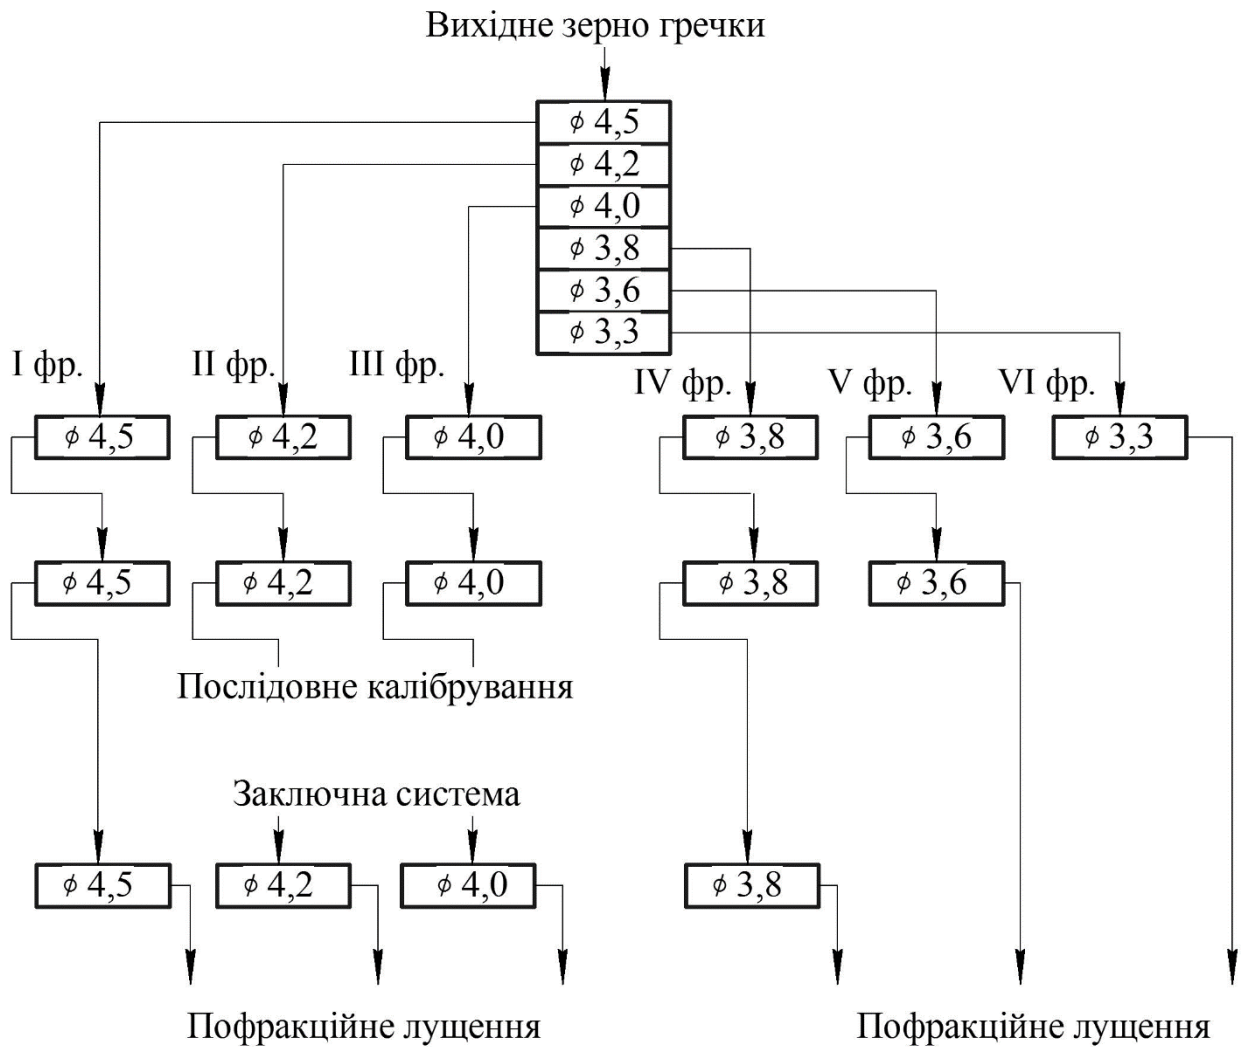 Вихідне зерно гречки
⌀ 4,5
⌀ 4,2
⌀ 4,0
⌀ 3,8
⌀ 3,6
⌀ 3,3
І фр.
ІІ фр.
ІІІ фр.
IV фр.
V фр.
VI фр.
⌀ 4,5
⌀ 4,2
⌀ 4,0
⌀ 3,8
⌀ 3,6
⌀ 3,3
⌀ 4,5
⌀ 4,2
⌀ 4,0
⌀ 3,8
⌀ 3,6
Послідовне калібрування
Заключна система
⌀ 4,5
⌀ 4,2
⌀ 4,0
⌀ 3,8
Пофракційне лущення
Пофракційне лущення